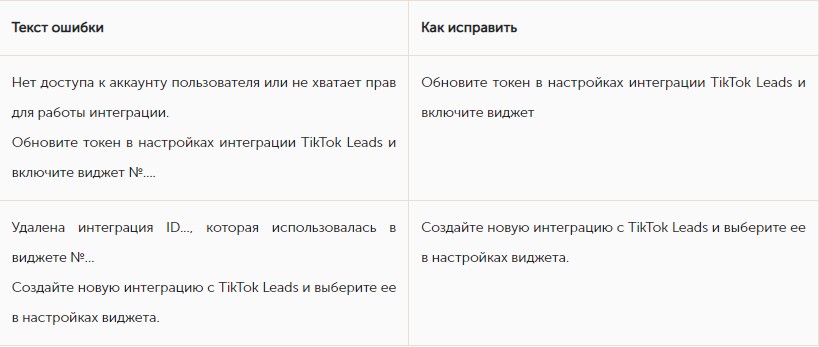 Текст ошибки
Как исправить
Нет доступа к аккаунту пользователя или не хватает прав
для работы интеграции.
Обновите токен в настройках интеграции TikTok Leads и
включите виджет №....
Обновите токен в настройках интеграции TikTok Leads и
включите виджет
Удалена интеграция ID..., которая использовалась в
виджете №...
Создайте новую интеграцию с TikTok Leads и выберите ее
в настройках виджета.
Создайте новую интеграцию с TikTok Leads и выберите ее
в настройках виджета.